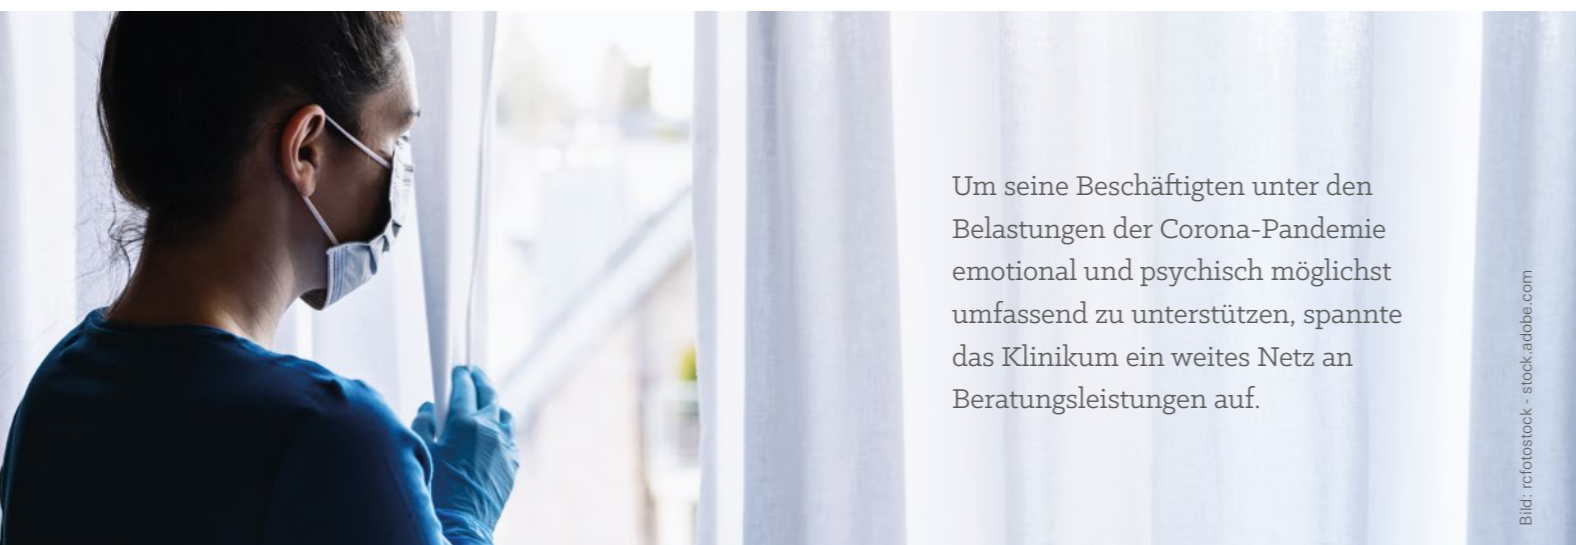 Um seine Beschäftigten unter den
Belastungen der Corona-Pandemie
emotional und psychisch möglichst
umfassend zu unterstützen, spannte
das Klinikum ein weites Netz an
Beratungsleistungen auf.
Bild: rcfotostock - stock.adobe.com